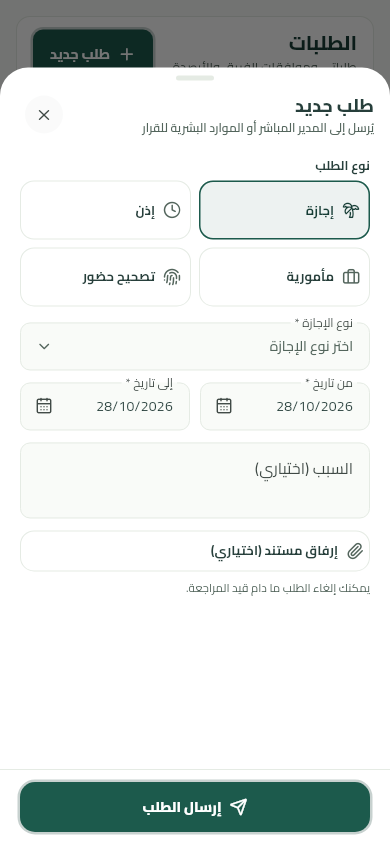 الطلبات
طلب جديد
طلب جديد
يُرسل إلى المدير المباشر أو الموارد البشرية للقرار
نوع الطلب
إجازة
إذن
مأمورية
تصحيح حضور
نوع الإجازة *
اختر نوع الإجازة
من تاريخ *
إلى تاريخ *
28/10/2026
28/10/2026
السبب (اختياري)
إرفاق مستند (اختياري)
يمكنك إلغاء الطلب ما دام قيد المراجعة.
إرسال الطلب